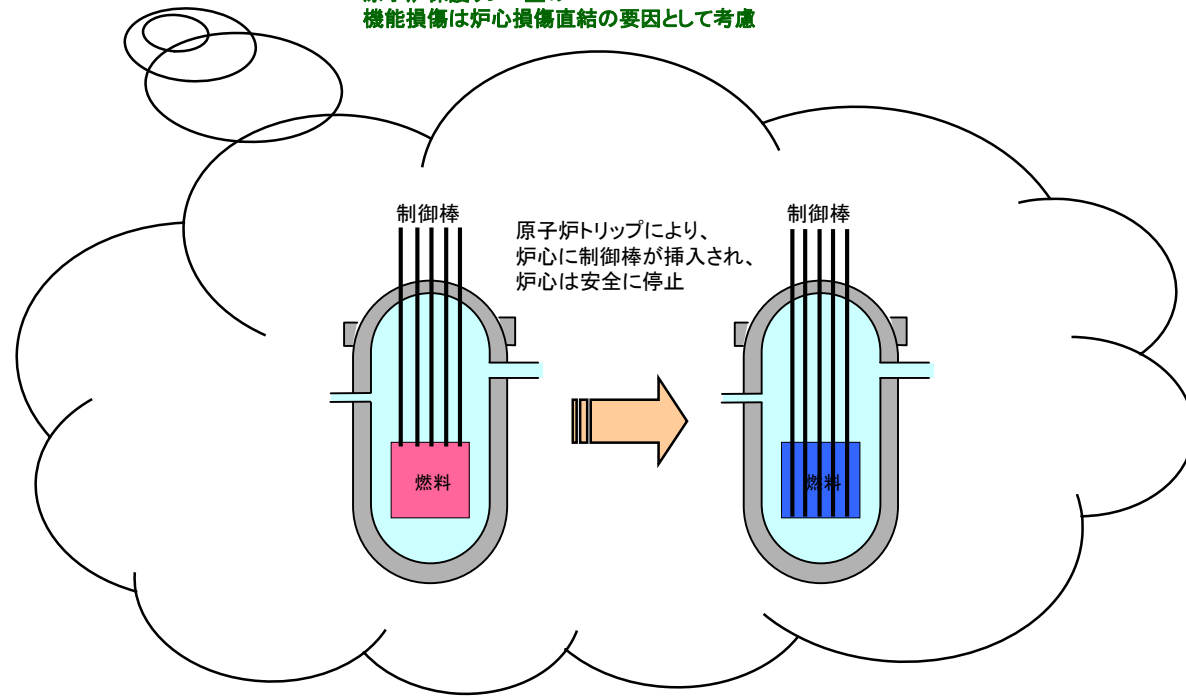 機能損傷は炉心損傷直結の要因として考慮
制御棒
原子炉トリップにより、
炉心に制御棒が挿入され、
炉心は安全に停止
制御棒
燃料
燃料